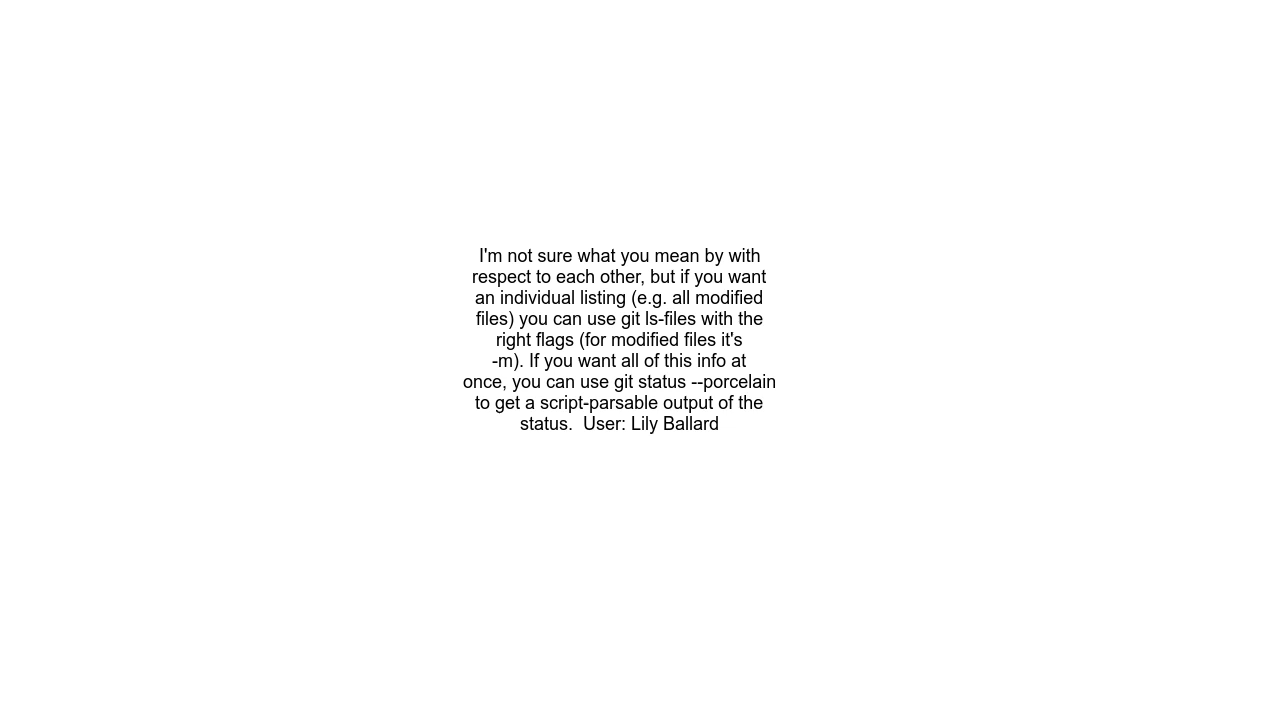 I'm not sure what you mean by with
respect to each other, but if you want
an individual listing (e.g. all modified
files) you can use git ls-files with the
right flags (for modified files it's
-m). If you want all of this info at
once, you can use git status --porcelain
to get a script-parsable output of the
status.  User: Lily Ballard